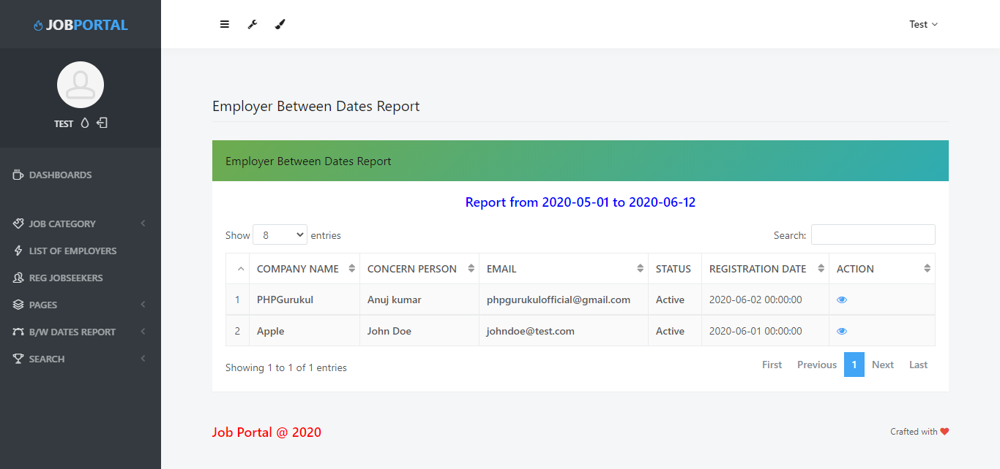 JOBPORTAL
Test
TEST
DASHBOARDS
JOB CATEGORY
LIST OF EMPLOYERS
REG JOBSEEKERS
PAGES
B/W DATES REPORT
SEARCH
Employer Between Dates Report
Employer Between Dates Report
Report from 2020-05-01 to 2020-06-12
Show 8 entries Search:
COMPANY NAME CONCERN PERSON EMAIL STATUS REGISTRATION DATE ACTION
1 PHPGurukul Anuj kumar phpgurukulofficial@gmail.com Active 2020-06-02 00:00:00
2 Apple John Doe johndoe@test.com Active 2020-06-01 00:00:00
Showing 1 to 1 of 1 entries First Previous 1 Next Last
Job Portal @ 2020 Crafted with